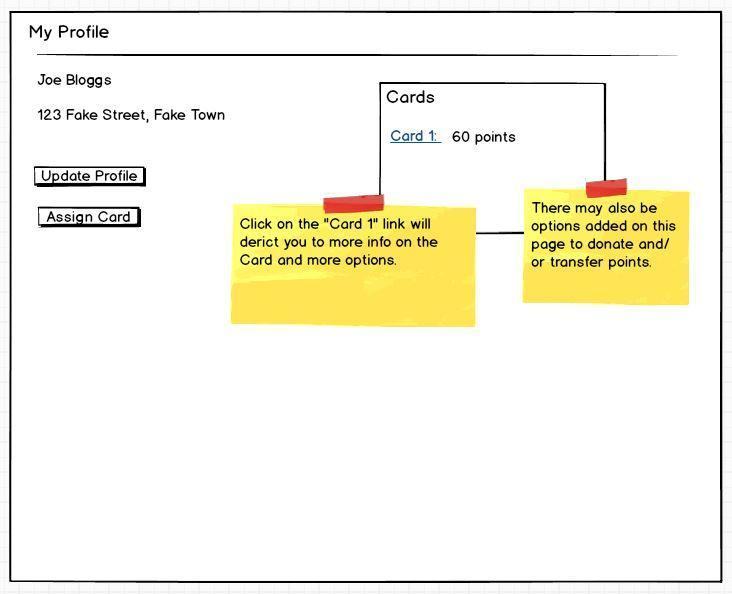 My Profile
Joe Bloggs
123 Fake Street, Fake Town
Update Profile
Assign Card
Cards
Card 1: 60 points
Click on the "Card 1" link will
derict you to more info on the
Card and more options.
There may also be
options added on this
page to donate and/
or transfer points.